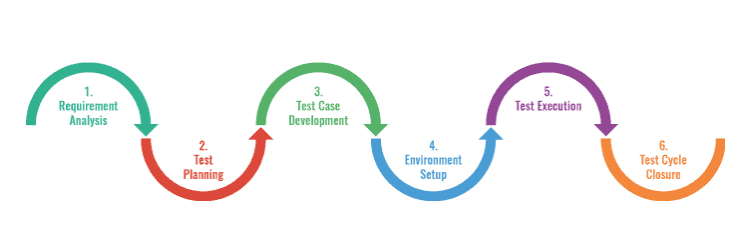 1.
Requirement
Analysis
2.
Test
Planning
3.
Test Case
Development
4.
Environment
Setup
5.
Test Execution
6.
Test Cycle
Closure